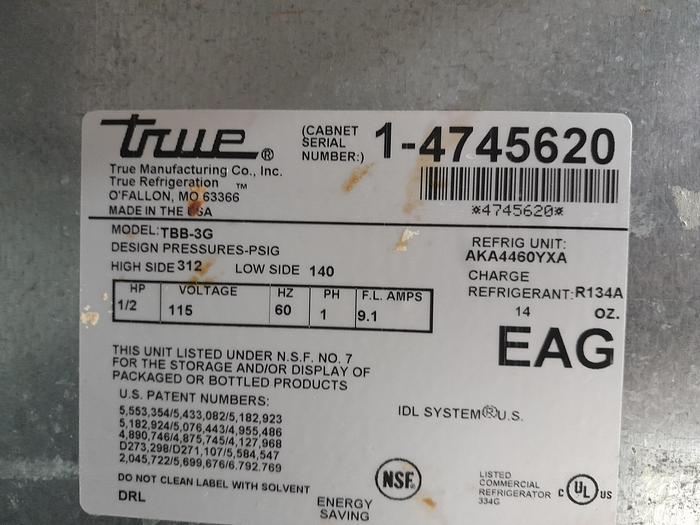 true®
(CABNET
SERIAL
NUMBER:) 1-4745620
*4745620*
True Manufacturing Co., Inc.
True Refrigeration ™
O'FALLON, MO 63366
MADE IN THE USA
MODEL: TBB-3G
DESIGN PRESSURES-PSIG
HIGH SIDE 312 LOW SIDE 140
REFRIG UNIT:
AKA4460YXA
CHARGE
REFRIGERANT: R134A
14 OZ.
HP VOLTAGE HZ PH F.L. AMPS
1/2 115 60 1 9.1
EAG
THIS UNIT LISTED UNDER N.S.F. NO. 7
FOR THE STORAGE AND/OR DISPLAY OF
PACKAGED OR BOTTLED PRODUCTS
U.S. PATENT NUMBERS:
5,553,354/5,433,082/5,182,923
5,182,924/5,076,443/4,955,486
4,890,746/4,875,745/4,127,968
D273,298/D271,107/5,584,547
2,045,722/5,699,676/6.792.769
IDL SYSTEM® U.S.
DO NOT CLEAN LABEL WITH SOLVENT
DRL
ENERGY
SAVING
NSF®
LISTED
COMMERCIAL
REFRIGERATOR
334G
C UL US